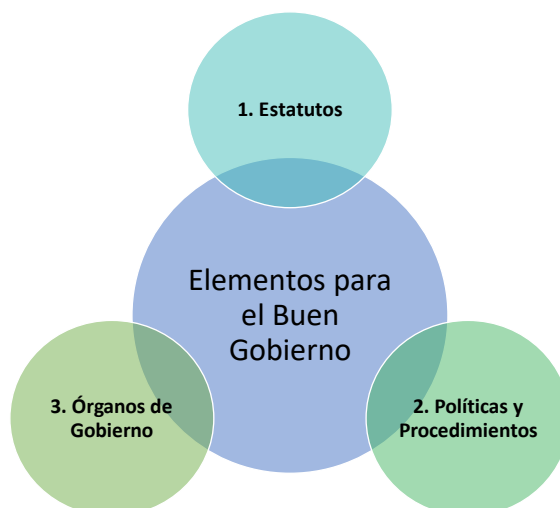 1. Estatutos
Elementos para
el Buen
Gobierno
3. Órganos de
Gobierno
2. Políticas y
Procedimientos